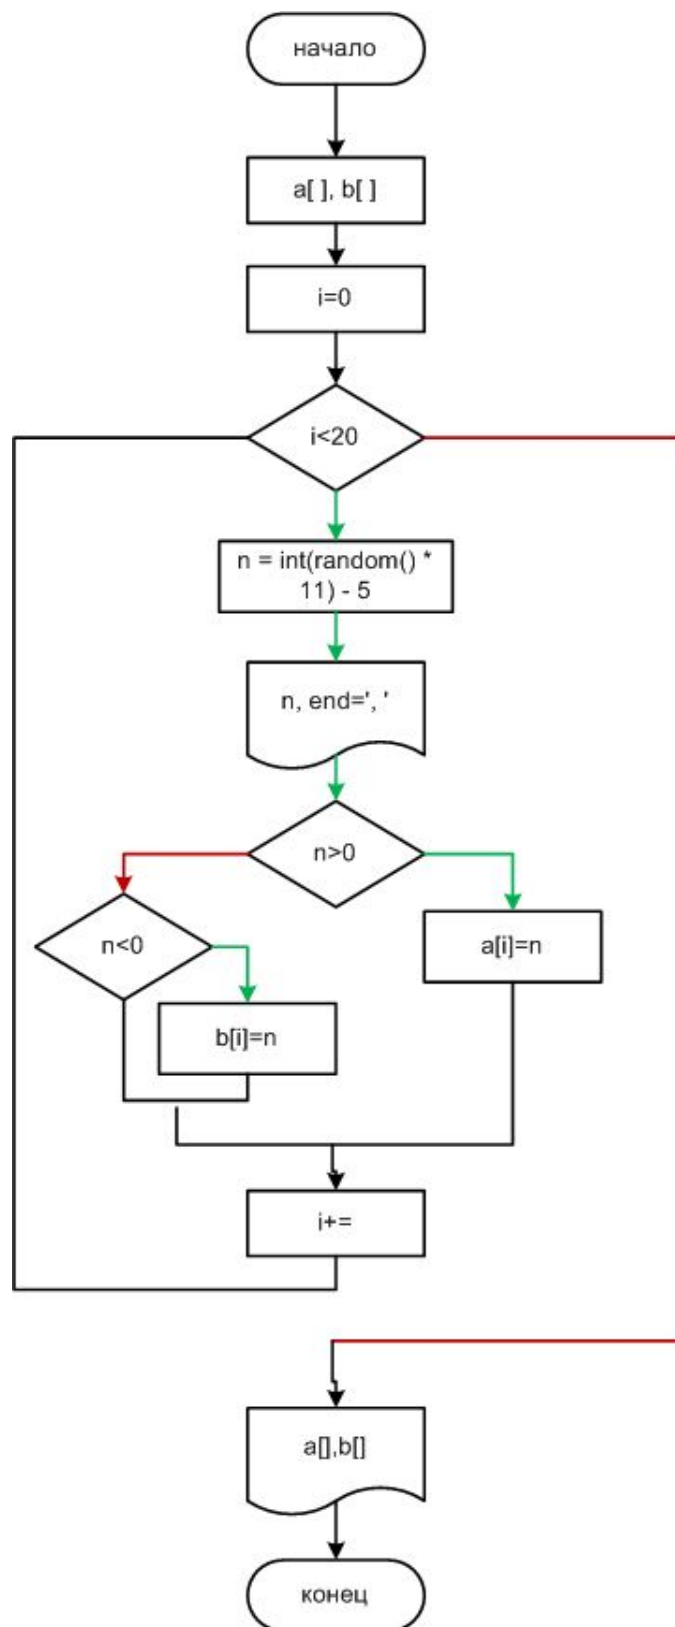 начало
a[ ], b[ ]
i=0
i<20
n = int(random() *
11) - 5
n, end=', '
n>0
n<0
a[i]=n
b[i]=n
i+=
a[],b[]
конец